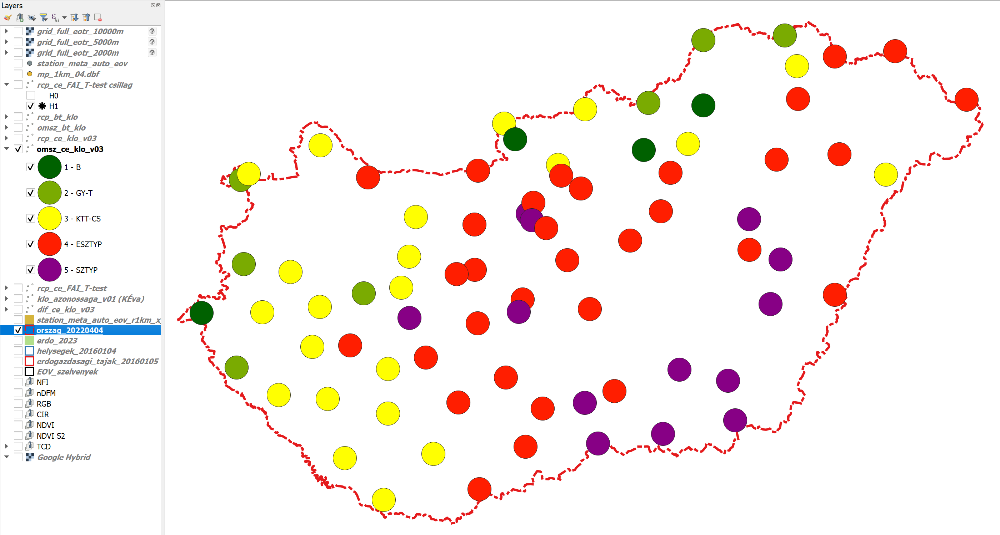 Layers
grid_full_eotr_10000m
grid_full_eotr_5000m
grid_full_eotr_2000m
station_meta_auto_eov
mp_1km_04.dbf
rcp_ce_FAI_T-test csillag
H0
H1
rcp_bt_klo
omsz_bt_klo
rcp_ce_klo_v03
omsz_ce_klo_v03
1 - B
2 - GY-T
3 - KTT-CS
4 - ESZTYP
5 - SZTYP
rcp_ce_FAI_T-test
klo_azonossaga_v01 (KÉva)
dif_ce_klo_v03
station_meta_auto_eov_r1km_x
orszag_20220404
erdo_2023
helysegek_20160104
erdogazdasagi_tajak_20160105
EOV_szelvenyek
NFI
nDFM
RGB
CIR
NDVI
NDVI S2
TCD
Google Hybrid